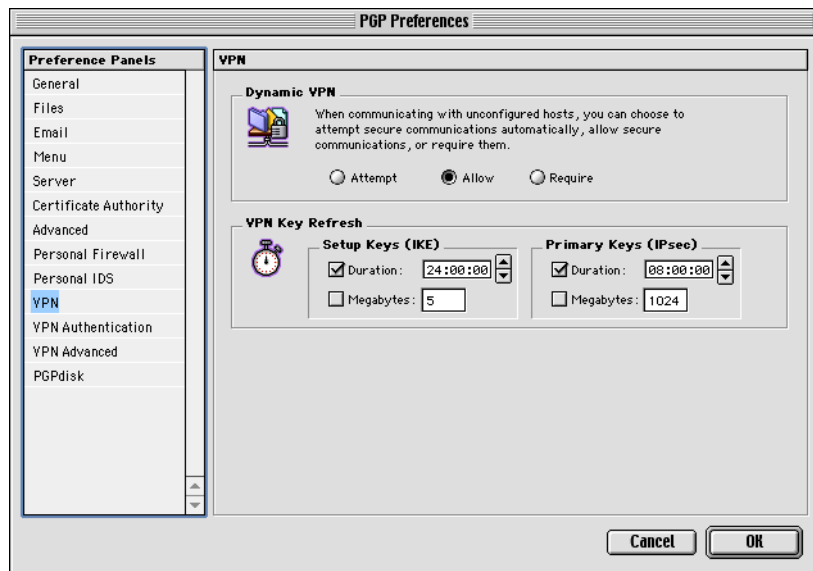 PGP Preferences
Preference Panels
General
Files
Email
Menu
Server
Certificate Authority
Advanced
Personal Firewall
Personal IDS
VPN
VPN Authentication
VPN Advanced
PGPdisk
VPN
Dynamic VPN
When communicating with unconfigured hosts, you can choose to
attempt secure communications automatically, allow secure
communications, or require them.
Attempt Allow Require
VPN Key Refresh
Setup Keys (IKE)
Duration: 24:00:00
Megabytes: 5
Primary Keys (IPsec)
Duration: 08:00:00
Megabytes: 1024
Cancel OK